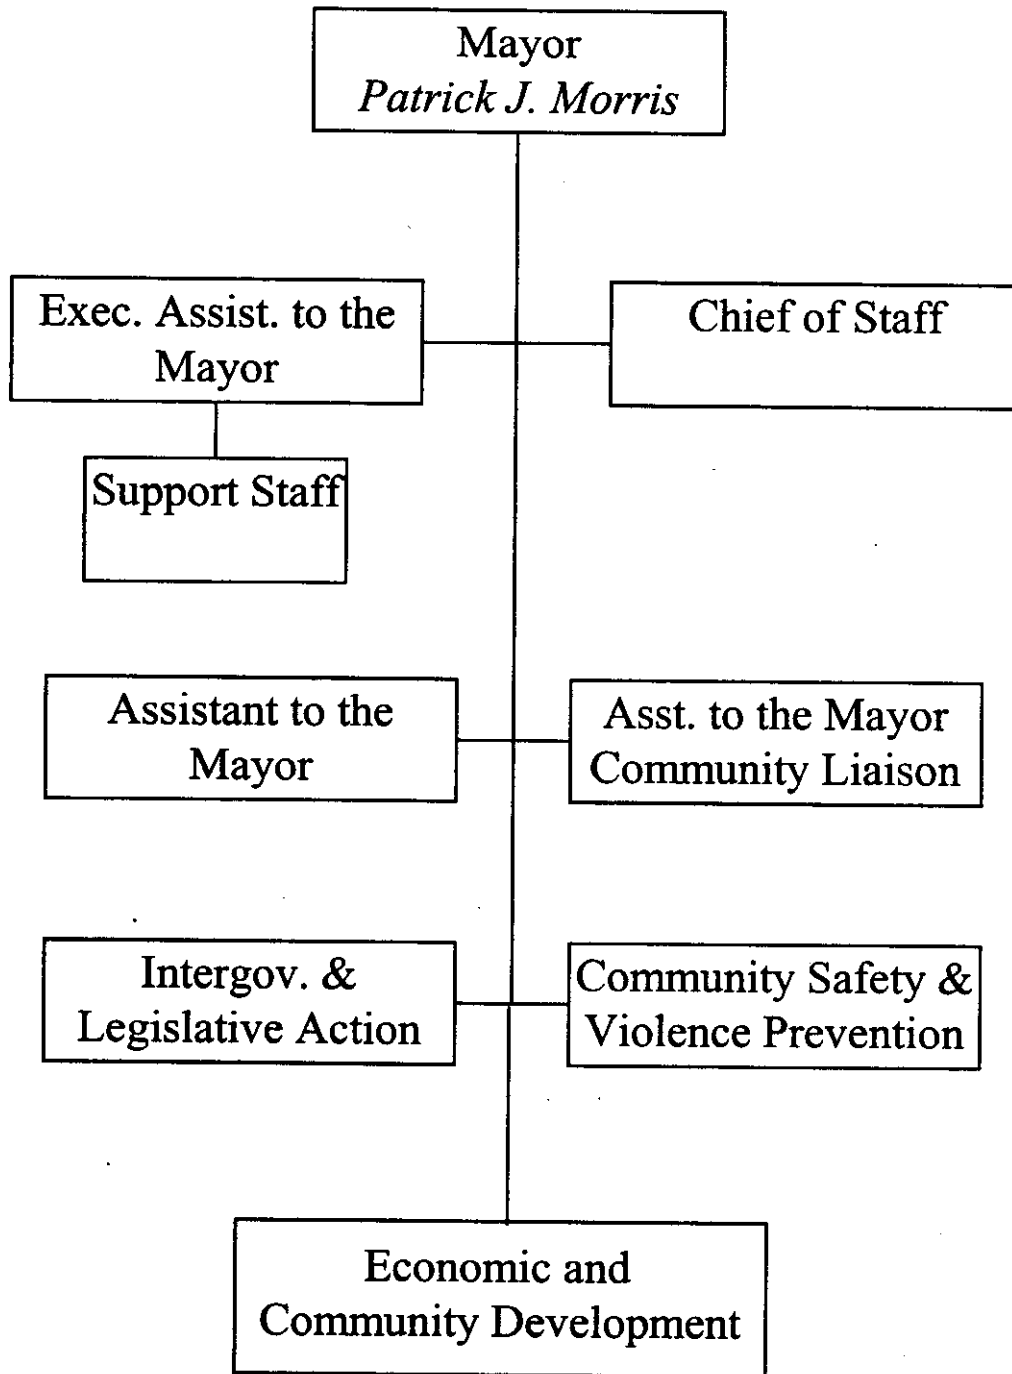 Mayor
Patrick J. Morris
Exec. Assist. to the
Mayor
Chief of Staff
Support Staff
Assistant to the
Mayor
Asst. to the Mayor
Community Liaison
Intergov. &
Legislative Action
Community Safety &
Violence Prevention
Economic and
Community Development